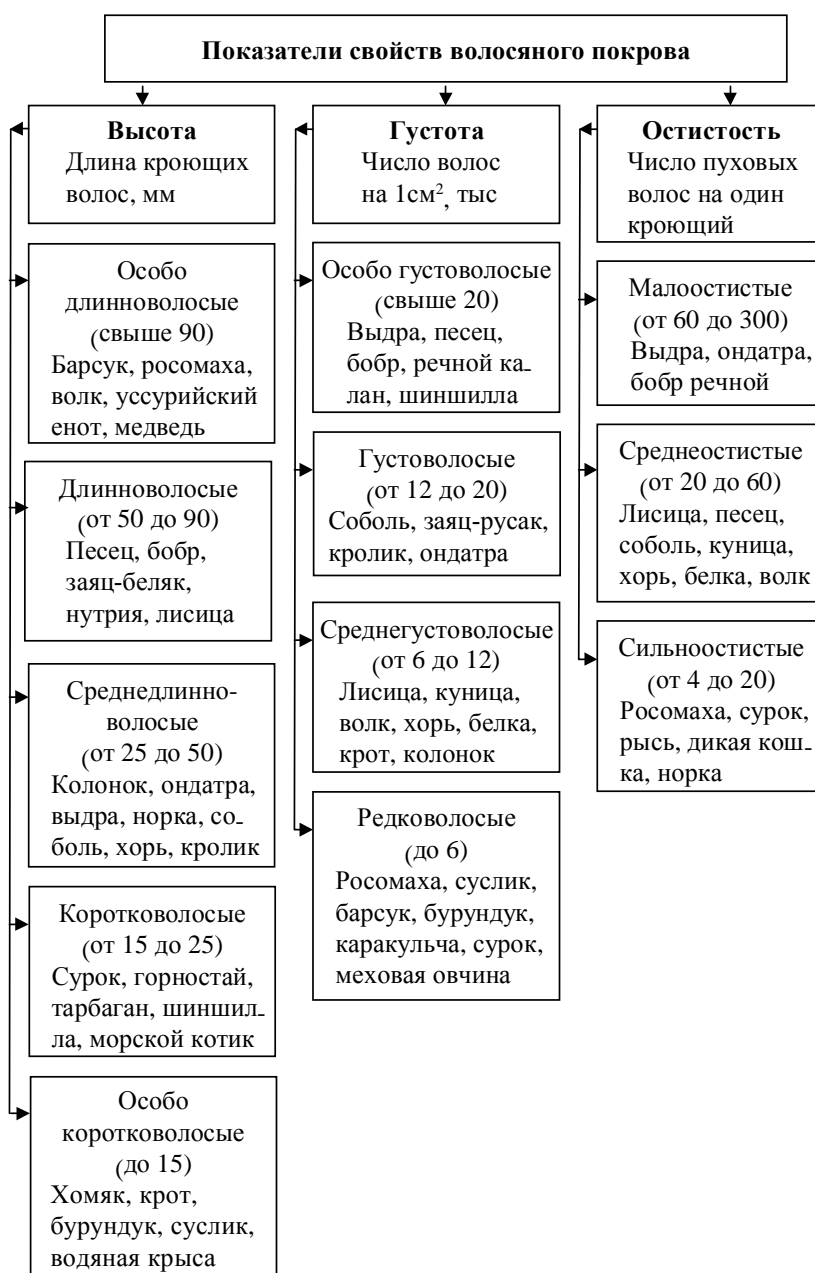 Показатели свойств волосяного покрова
Высота
Длина кроющих
волос, мм
Особо
длинноволосые
(свыше 90)
Барсук, росомаха,
волк, уссурийский
енот, медведь
Длинноволосые
(от 50 до 90)
Песец, бобр,
заяц-беляк,
нутрия, лисица
Среднедлинно-
волосые
(от 25 до 50)
Колонок, ондатра,
выдра, норка, со-
боль, хорь, кролик
Коротковолосые
(от 15 до 25)
Сурок, горностай,
тарбаган, шиншил-
ла, морской котик
Особо
коротковолосые
(до 15)
Хомяк, крот,
бурундук, суслик,
водяная крыса
Густота
Число волос
на 1см², тыс
Особо густоволосые
(свыше 20)
Выдра, песец,
бобр, речной ка-
лан, шиншилла
Густоволосые
(от 12 до 20)
Соболь, заяц-русак,
кролик, ондатра
Среднегустоволосые
(от 6 до 12)
Лисица, куница,
волк, хорь, белка,
крот, колонок
Редковолосые
(до 6)
Росомаха, суслик,
барсук, бурундук,
каракульча, сурок,
меховая овчина
Остистость
Число пуховых
волос на один
кроющий
Малоостистые
(от 60 до 300)
Выдра, ондатра,
бобр речной
Среднеостистые
(от 20 до 60)
Лисица, песец,
соболь, куница,
хорь, белка, волк
Сильноостистые
(от 4 до 20)
Росомаха, сурок,
рысь, дикая кош-
ка, норка